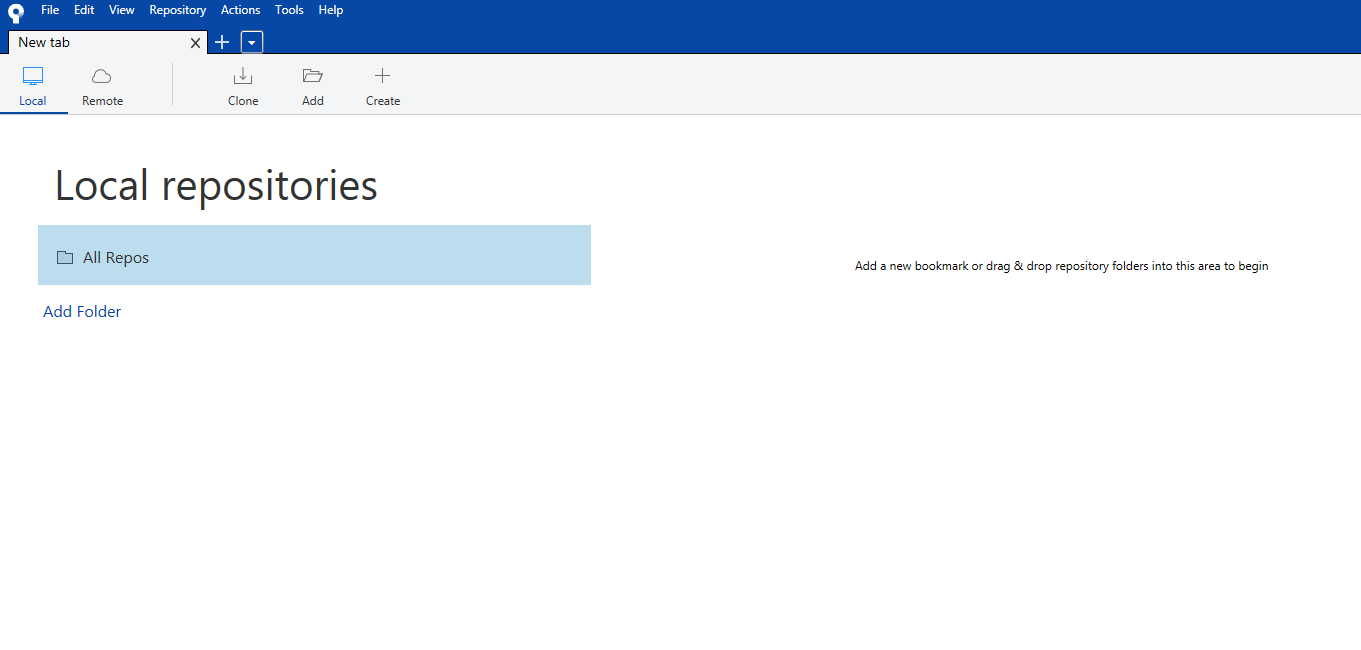 File Edit View Repository Actions Tools Help
New tab
Local Remote Clone Add Create
Local repositories
All Repos
Add a new bookmark or drag & drop repository folders into this area to begin
Add Folder